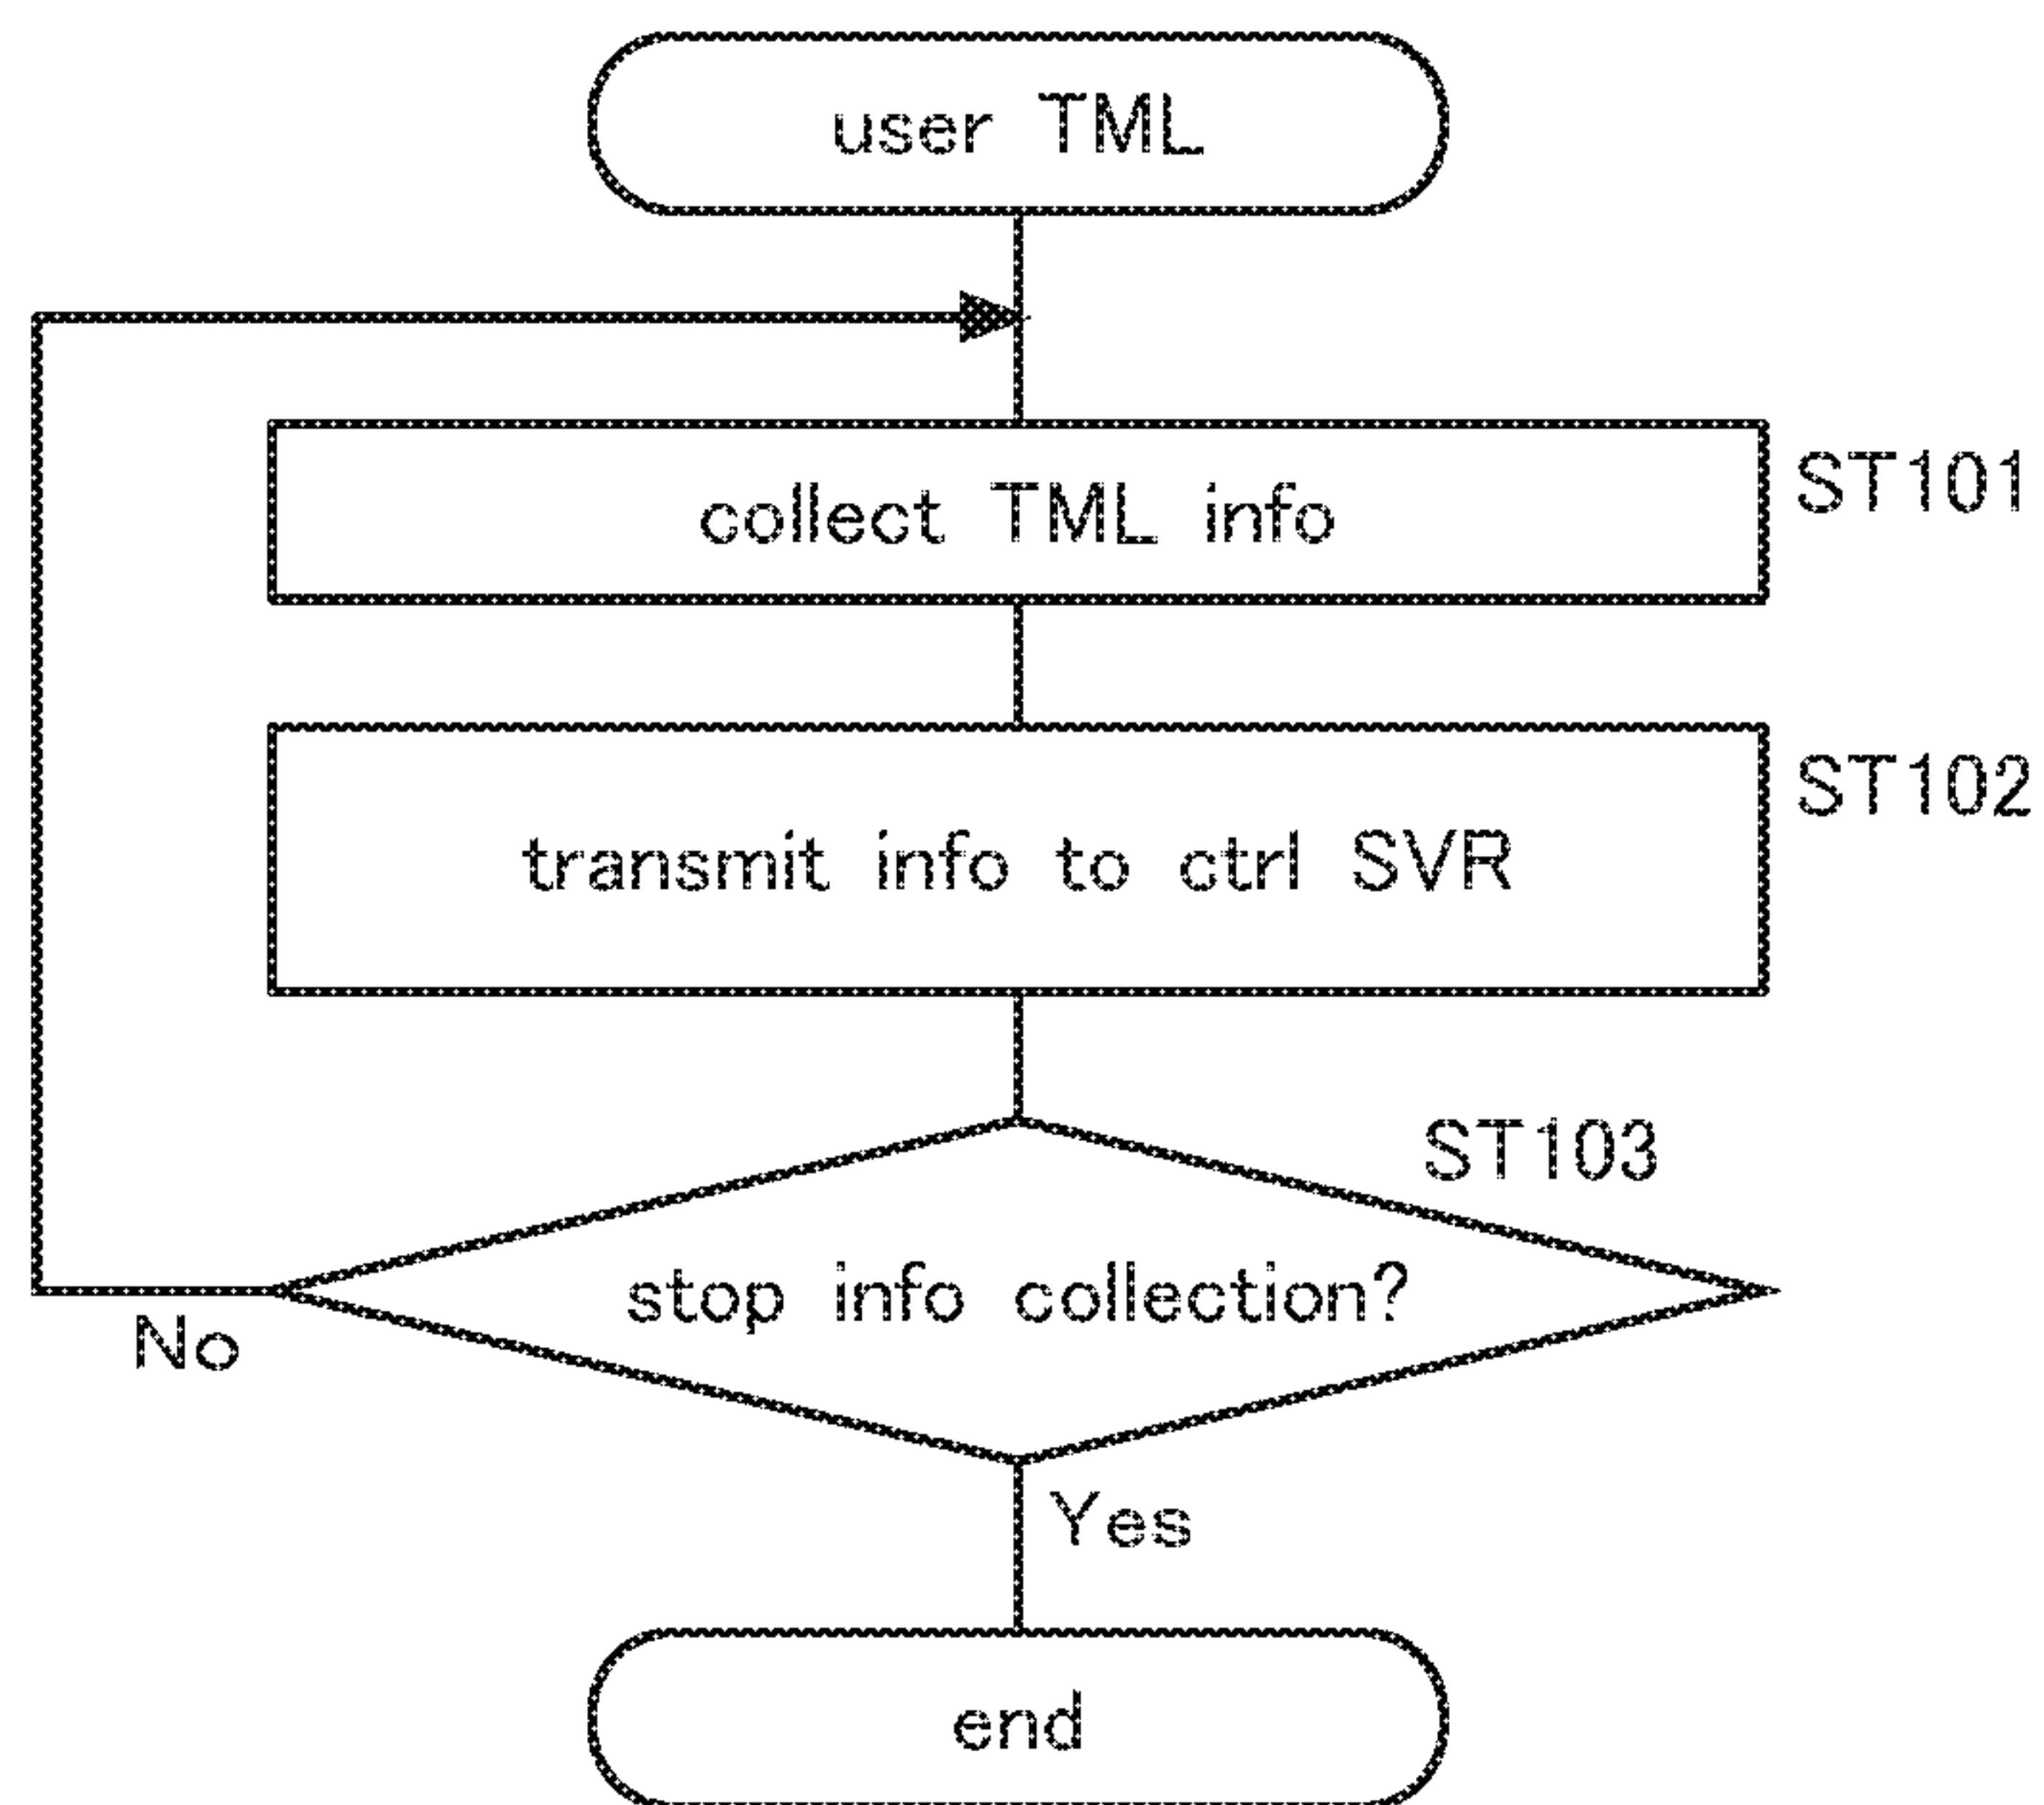 user TML
collect TML info
ST101
transmit info to ctrl SVR
ST102
ST103
stop info collection?
No
Yes
end